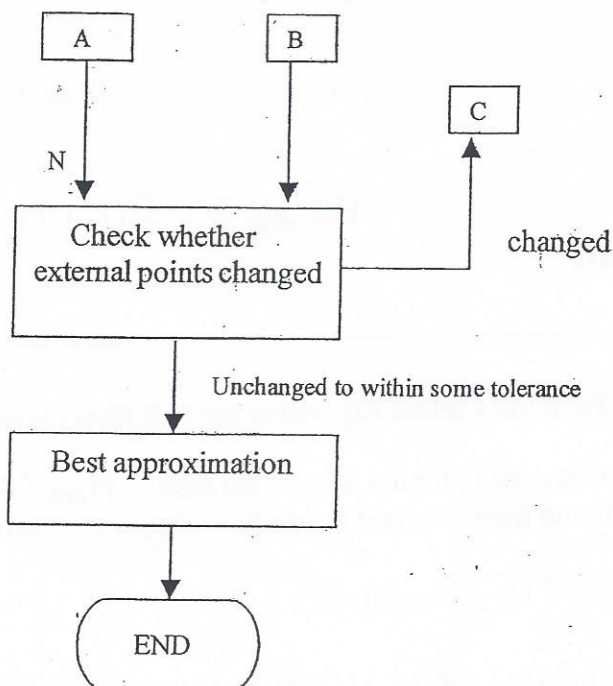 A
B
C
N
Check whether
external points changed
changed
Unchanged to within some tolerance
Best approximation
END